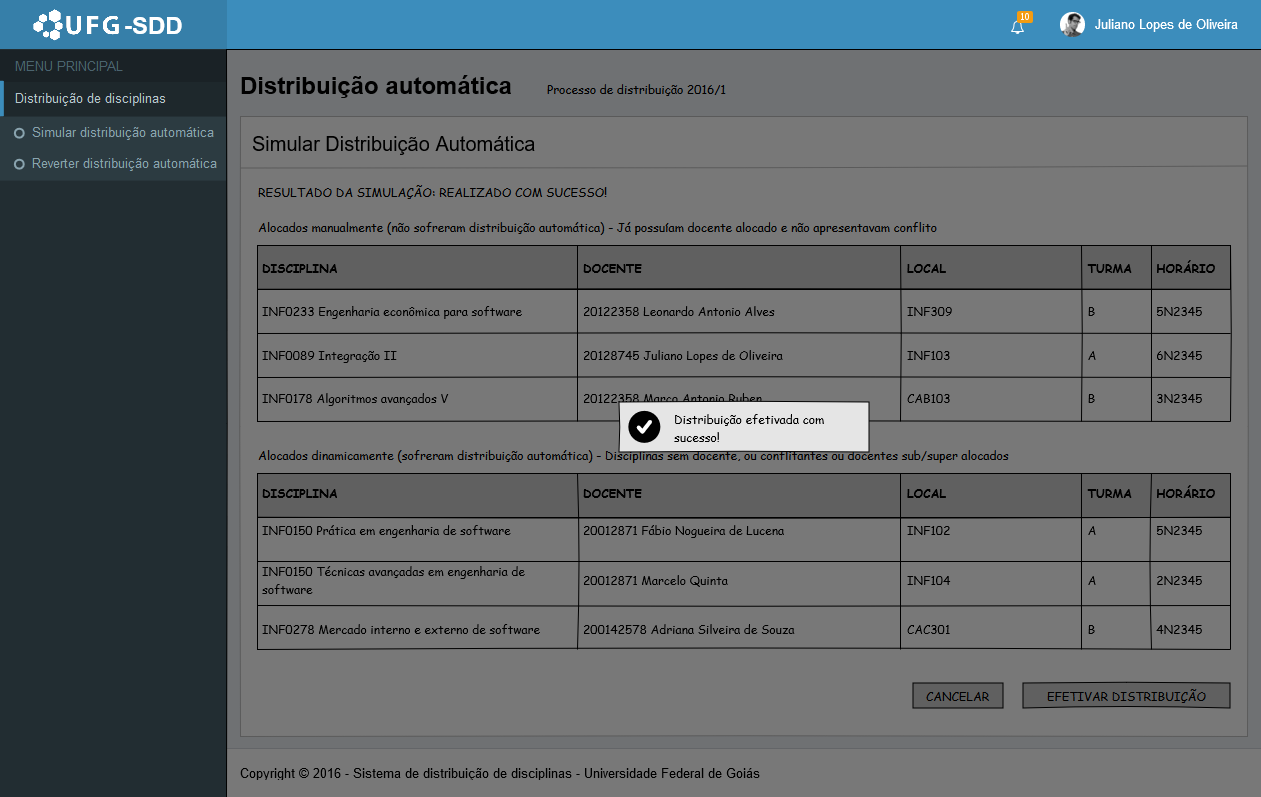 UFG-SDD
10
Juliano Lopes de Oliveira
MENU PRINCIPAL
Distribuição de disciplinas
Simular distribuição automática
Reverter distribuição automática
Distribuição automática
Processo de distribuição 2016/1
Simular Distribuição Automática
RESULTADO DA SIMULAÇÃO: REALIZADO COM SUCESSO!
Alocados manualmente (não sofreram distribuição automática) - Já possuíam docente alocado e não apresentavam conflito
DISCIPLINA DOCENTE LOCAL TURMA HORÁRIO
INF0233 Engenharia econômica para software 20122358 Leonardo Antonio Alves INF309 B 5N2345
INF0089 Integração II 20128745 Juliano Lopes de Oliveira INF103 A 6N2345
INF0178 Algoritmos avançados V 20122358 Marco Antonio Ruben CAB103 B 3N2345
Distribuição efetivada com
sucesso!
Alocados dinamicamente (sofreram distribuição automática) - Disciplinas sem docente, ou conflitantes ou docentes sub/super alocados
DISCIPLINA DOCENTE LOCAL TURMA HORÁRIO
INF0150 Prática em engenharia de software 20012871 Fábio Nogueira de Lucena INF102 A 5N2345
INF0150 Técnicas avançadas em engenharia de
software 20012871 Marcelo Quinta INF104 A 2N2345
INF0278 Mercado interno e externo de software 200142578 Adriana Silveira de Souza CAC301 B 4N2345
CANCELAR
EFETIVAR DISTRIBUIÇÃO
Copyright © 2016 - Sistema de distribuição de disciplinas - Universidade Federal de Goiás